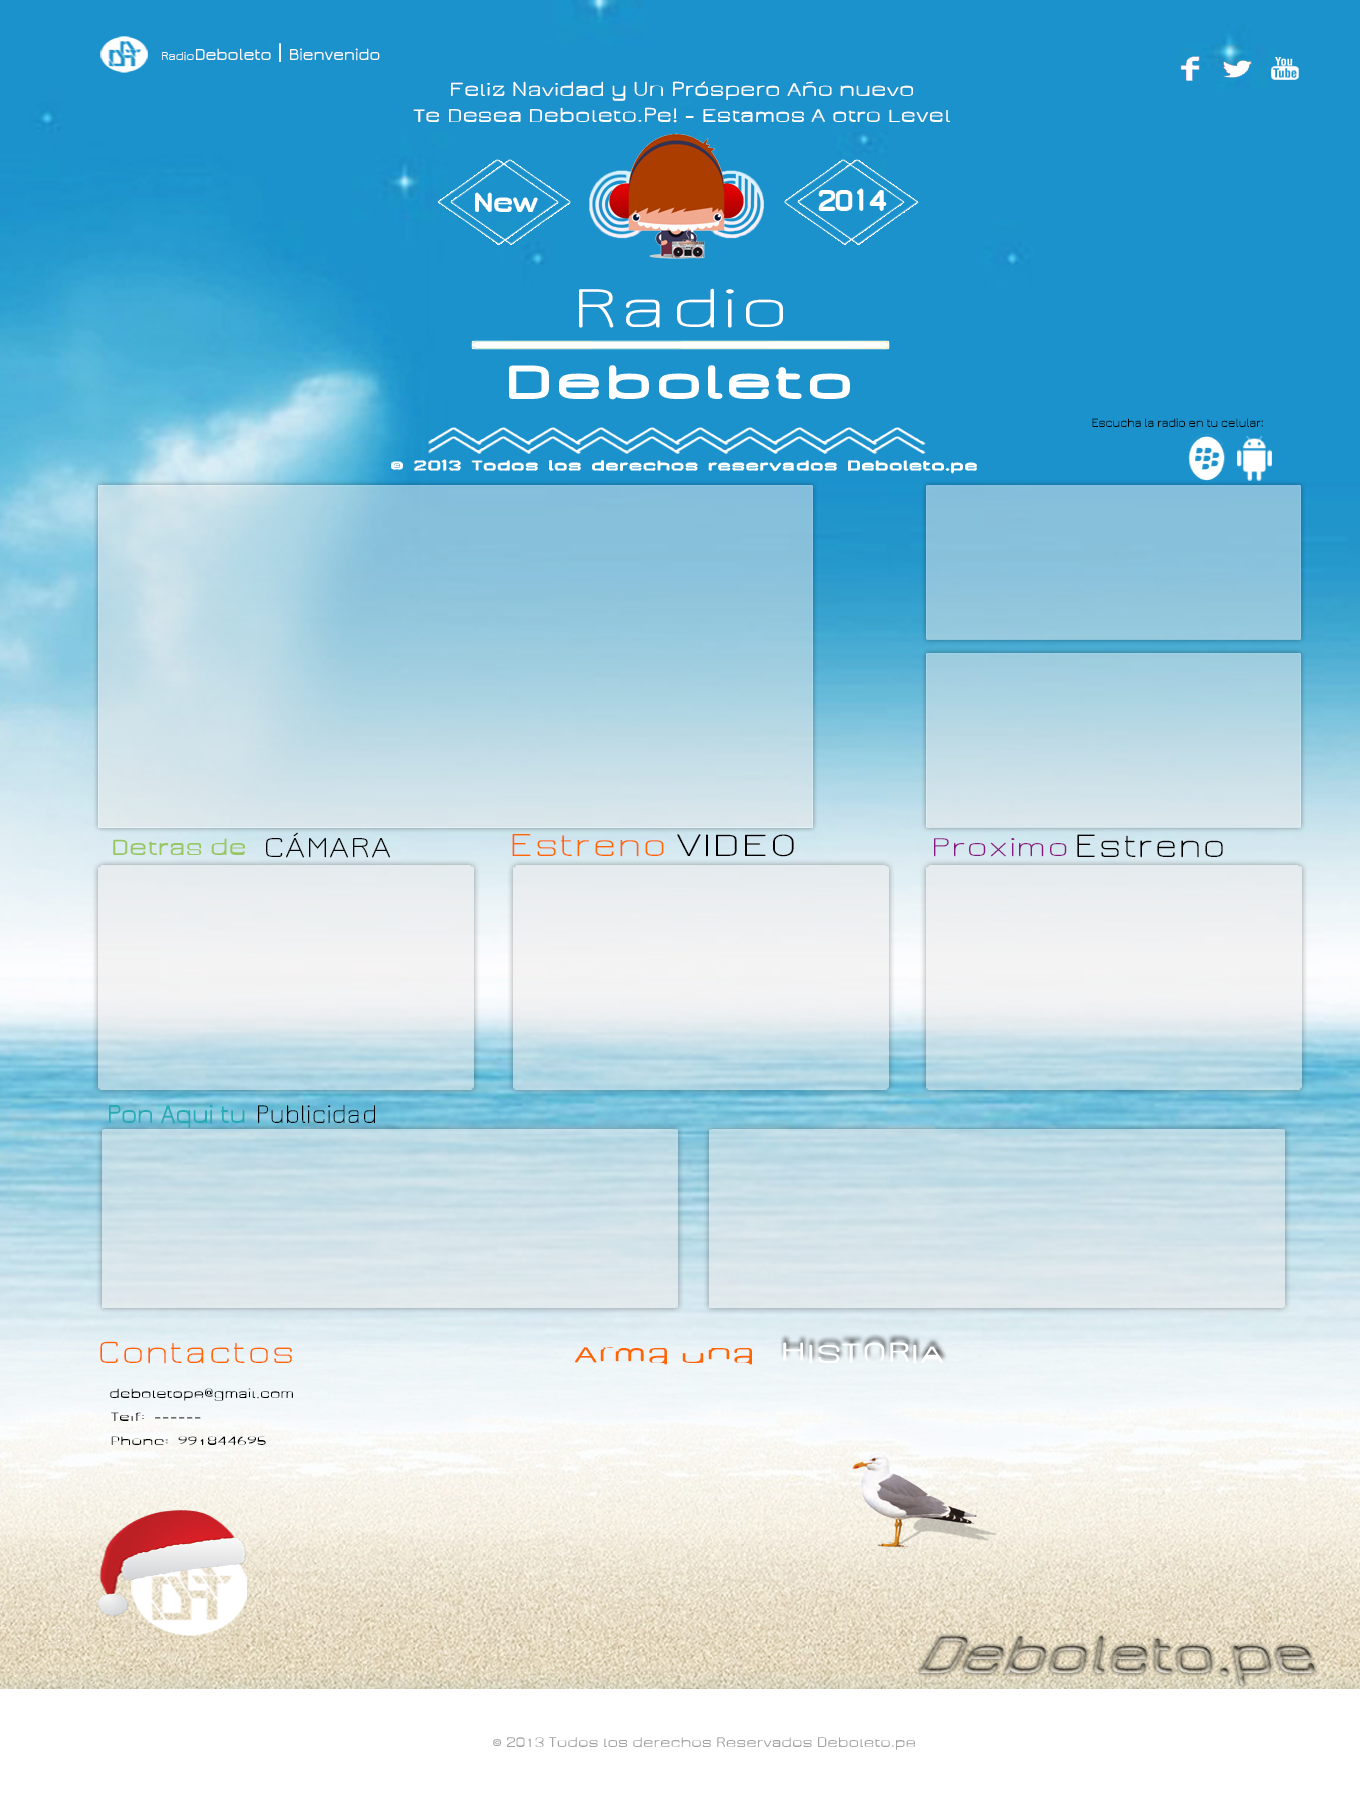 RadioDeboleto | Bienvenido
You
Tube
Feliz Navidad y Un Próspero Año nuevo
Te Desea Deboleto.Pe! - Estamos A otro Level
New
2014
Radio
Deboleto
Escucha la radio en tu celular:
© 2013 Todos los derechos reservados Deboleto.pe
Detras de CÁMARA
Estreno VIDEO
Proximo Estreno
Pon Aqui tu Publicidad
Contactos
Arma una HISTORIA
deboletope@gmail.com
Telf: ------
Phone: 991844695
Deboleto.pe
© 2013 Todos los derechos Reservados Deboleto.pe